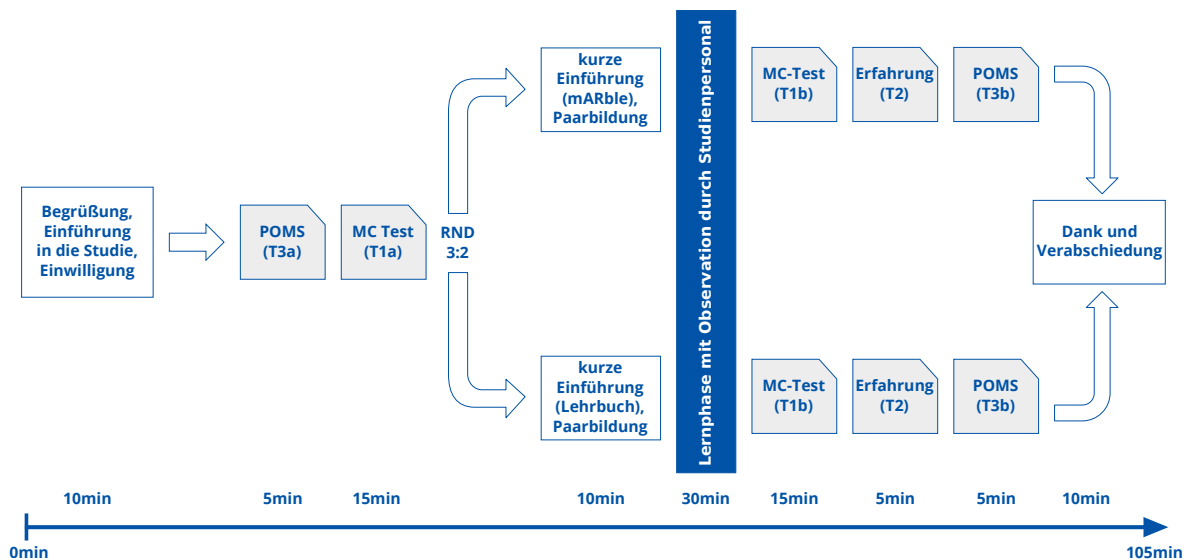 Begrüßung,
Einführung
in die Studie,
Einwilligung
POMS
(T3a)
MC Test
(T1a)
RND
3:2
kurze
Einführung
(mARble),
Paarbildung
kurze
Einführung
(Lehrbuch),
Paarbildung
Lernphase mit Observation durch Studienpersonal
MC-Test
(T1b)
Erfahrung
(T2)
POMS
(T3b)
MC-Test
(T1b)
Erfahrung
(T2)
POMS
(T3b)
Dank und
Verabschiedung
10min 5min 15min 10min 30min 15min 5min 5min 10min
0min 105min